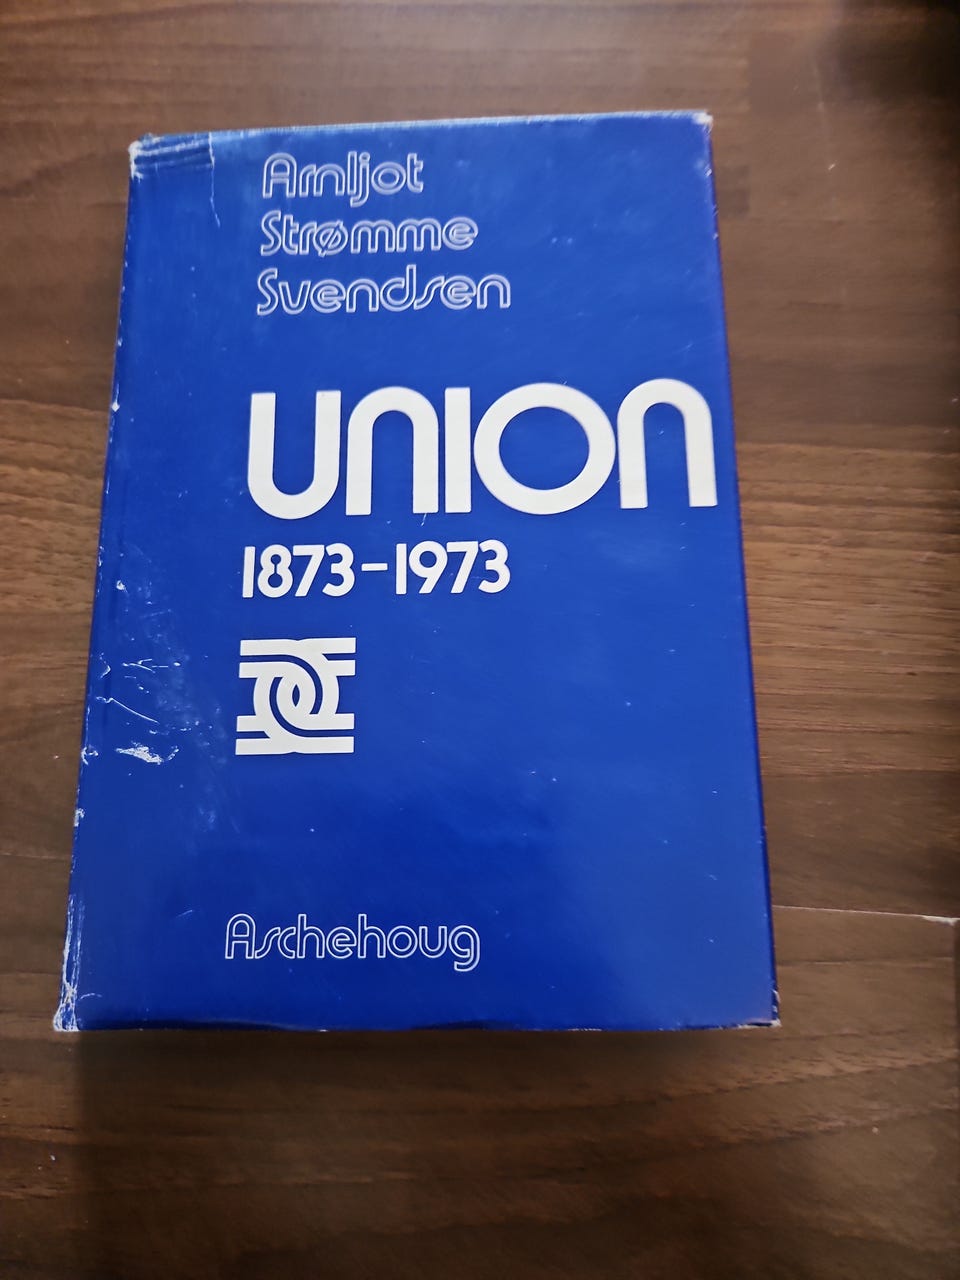 Arnljot
Strømme
Svendsen
UNION
1873-1973
Aschehoug